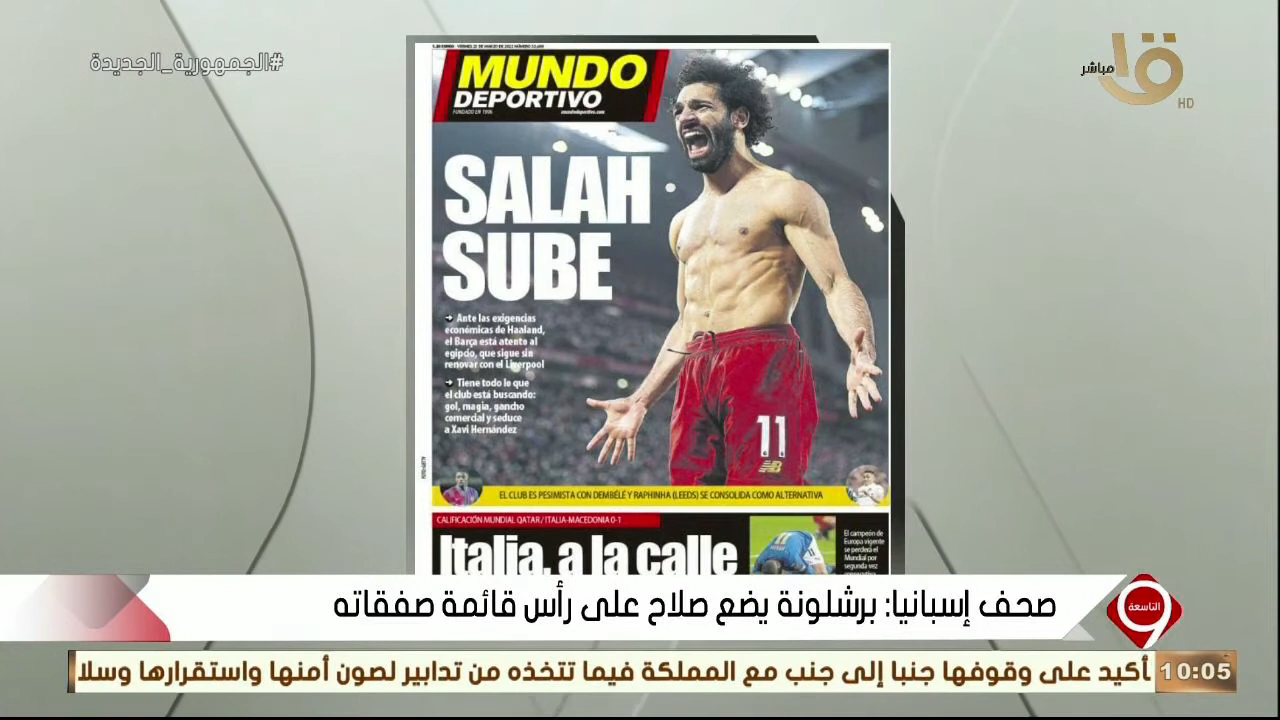 #الجمهورية_الجديدة
مباشر
HD
MUNDO
DEPORTIVO
FUNDADO EN 1906
mundodeportivo.com
SALAH
SUBE
➔ Ante las exigencias
económicas de Haaland,
el Barça está atento al
egipcio, que sigue sin
renovar con el Liverpool
➔ Tiene todo lo que
el club está buscando:
gol, magia, gancho
comercial y seduce
a Xavi Hernández
11
NB
EL CLUB ES PESIMISTA CON DEMBÉLÉ Y RAPHINHA (LEEDS) SE CONSOLIDA COMO ALTERNATIVA
CALIFICACIÓN MUNDIAL QATAR / ITALIA-MACEDONIA 0-1
Italia, a la calle
El campeón de
Europa vigente
se perderá el
Mundial por
segunda vez
صحف إسبانيا: برشلونة يضع صلاح على رأس قائمة صفقاته
التاسعة
9
10:05
أكيد على وقوفها جنبا إلى جنب مع المملكة فيما تتخذه من تدابير لصون أمنها واستقرارها وسلا